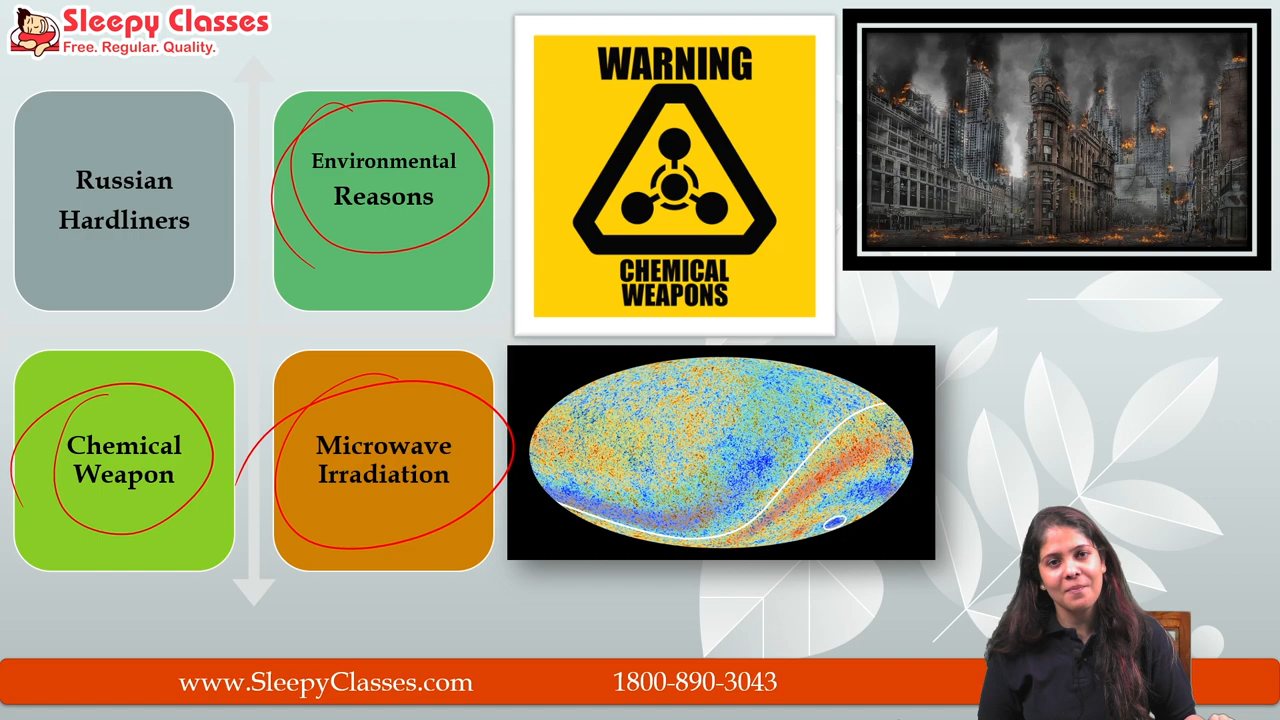 Sleepy Classes
Free. Regular. Quality.
Russian
Hardliners
Environmental
Reasons
Chemical
Weapon
Microwave
Irradiation
WARNING
CHEMICAL
WEAPONS
www.SleepyClasses.com
1800-890-3043